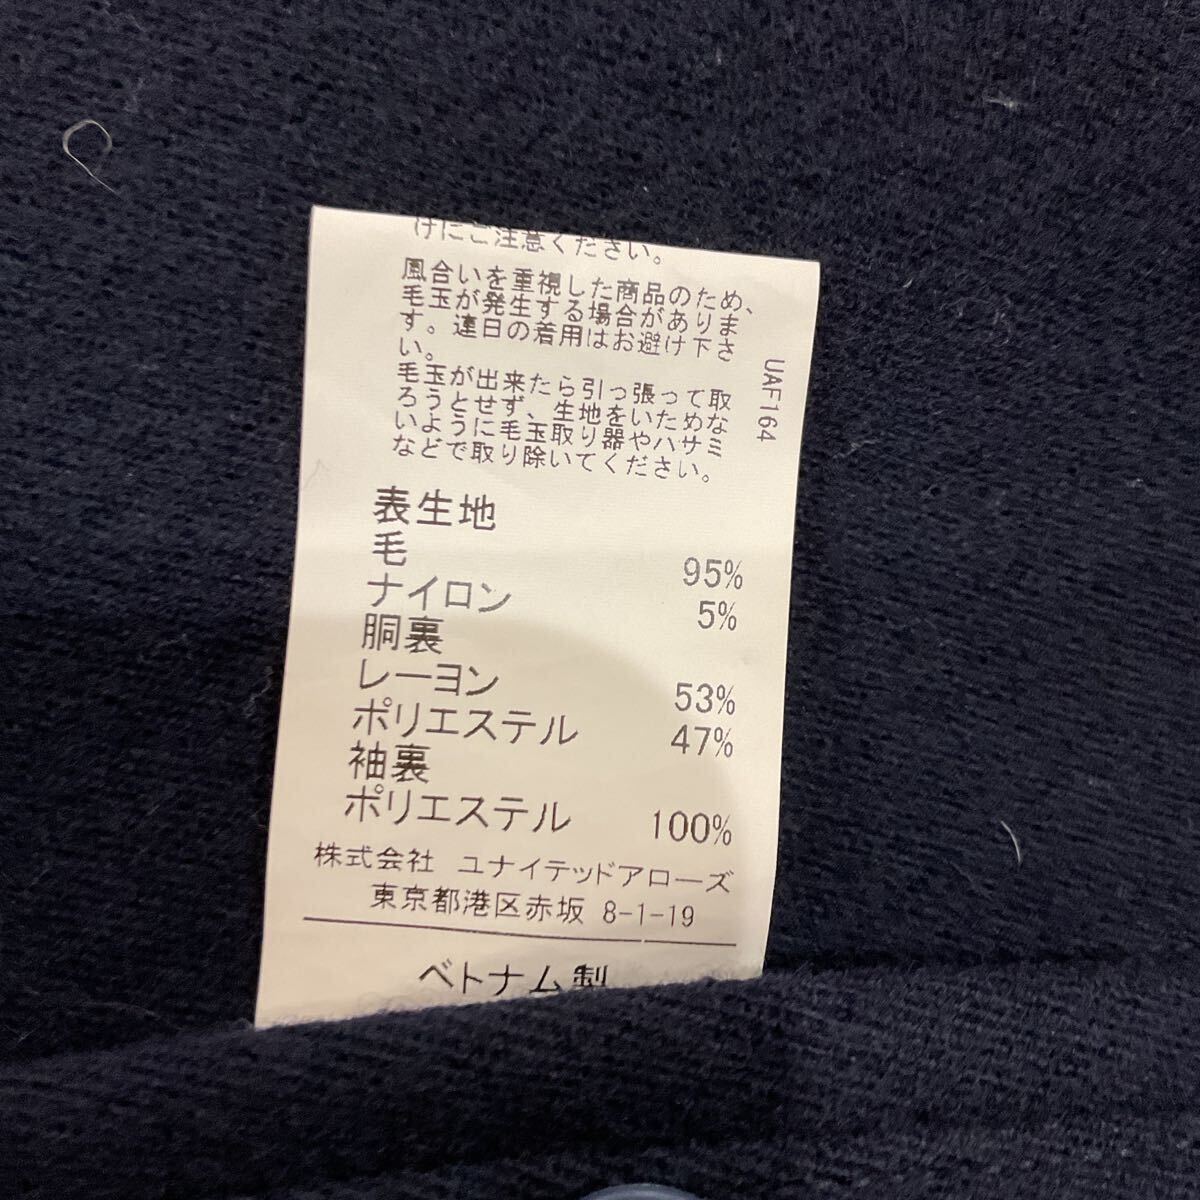 けにご注意ください。
風合いを重視した商品のため、
毛玉が発生する場合がありま
す。連日の着用はお避け下さ
い。
毛玉が出来たら引っ張って取
ろうとせず、生地をいためな
いように毛玉取り器やハサミ
などで取り除いてください。
UAF164
表生地
毛 95%
ナイロン 5%
胴裏
レーヨン 53%
ポリエステル 47%
袖裏
ポリエステル 100%
株式会社 ユナイテッドアローズ
東京都港区赤坂 8-1-19
ベトナム製